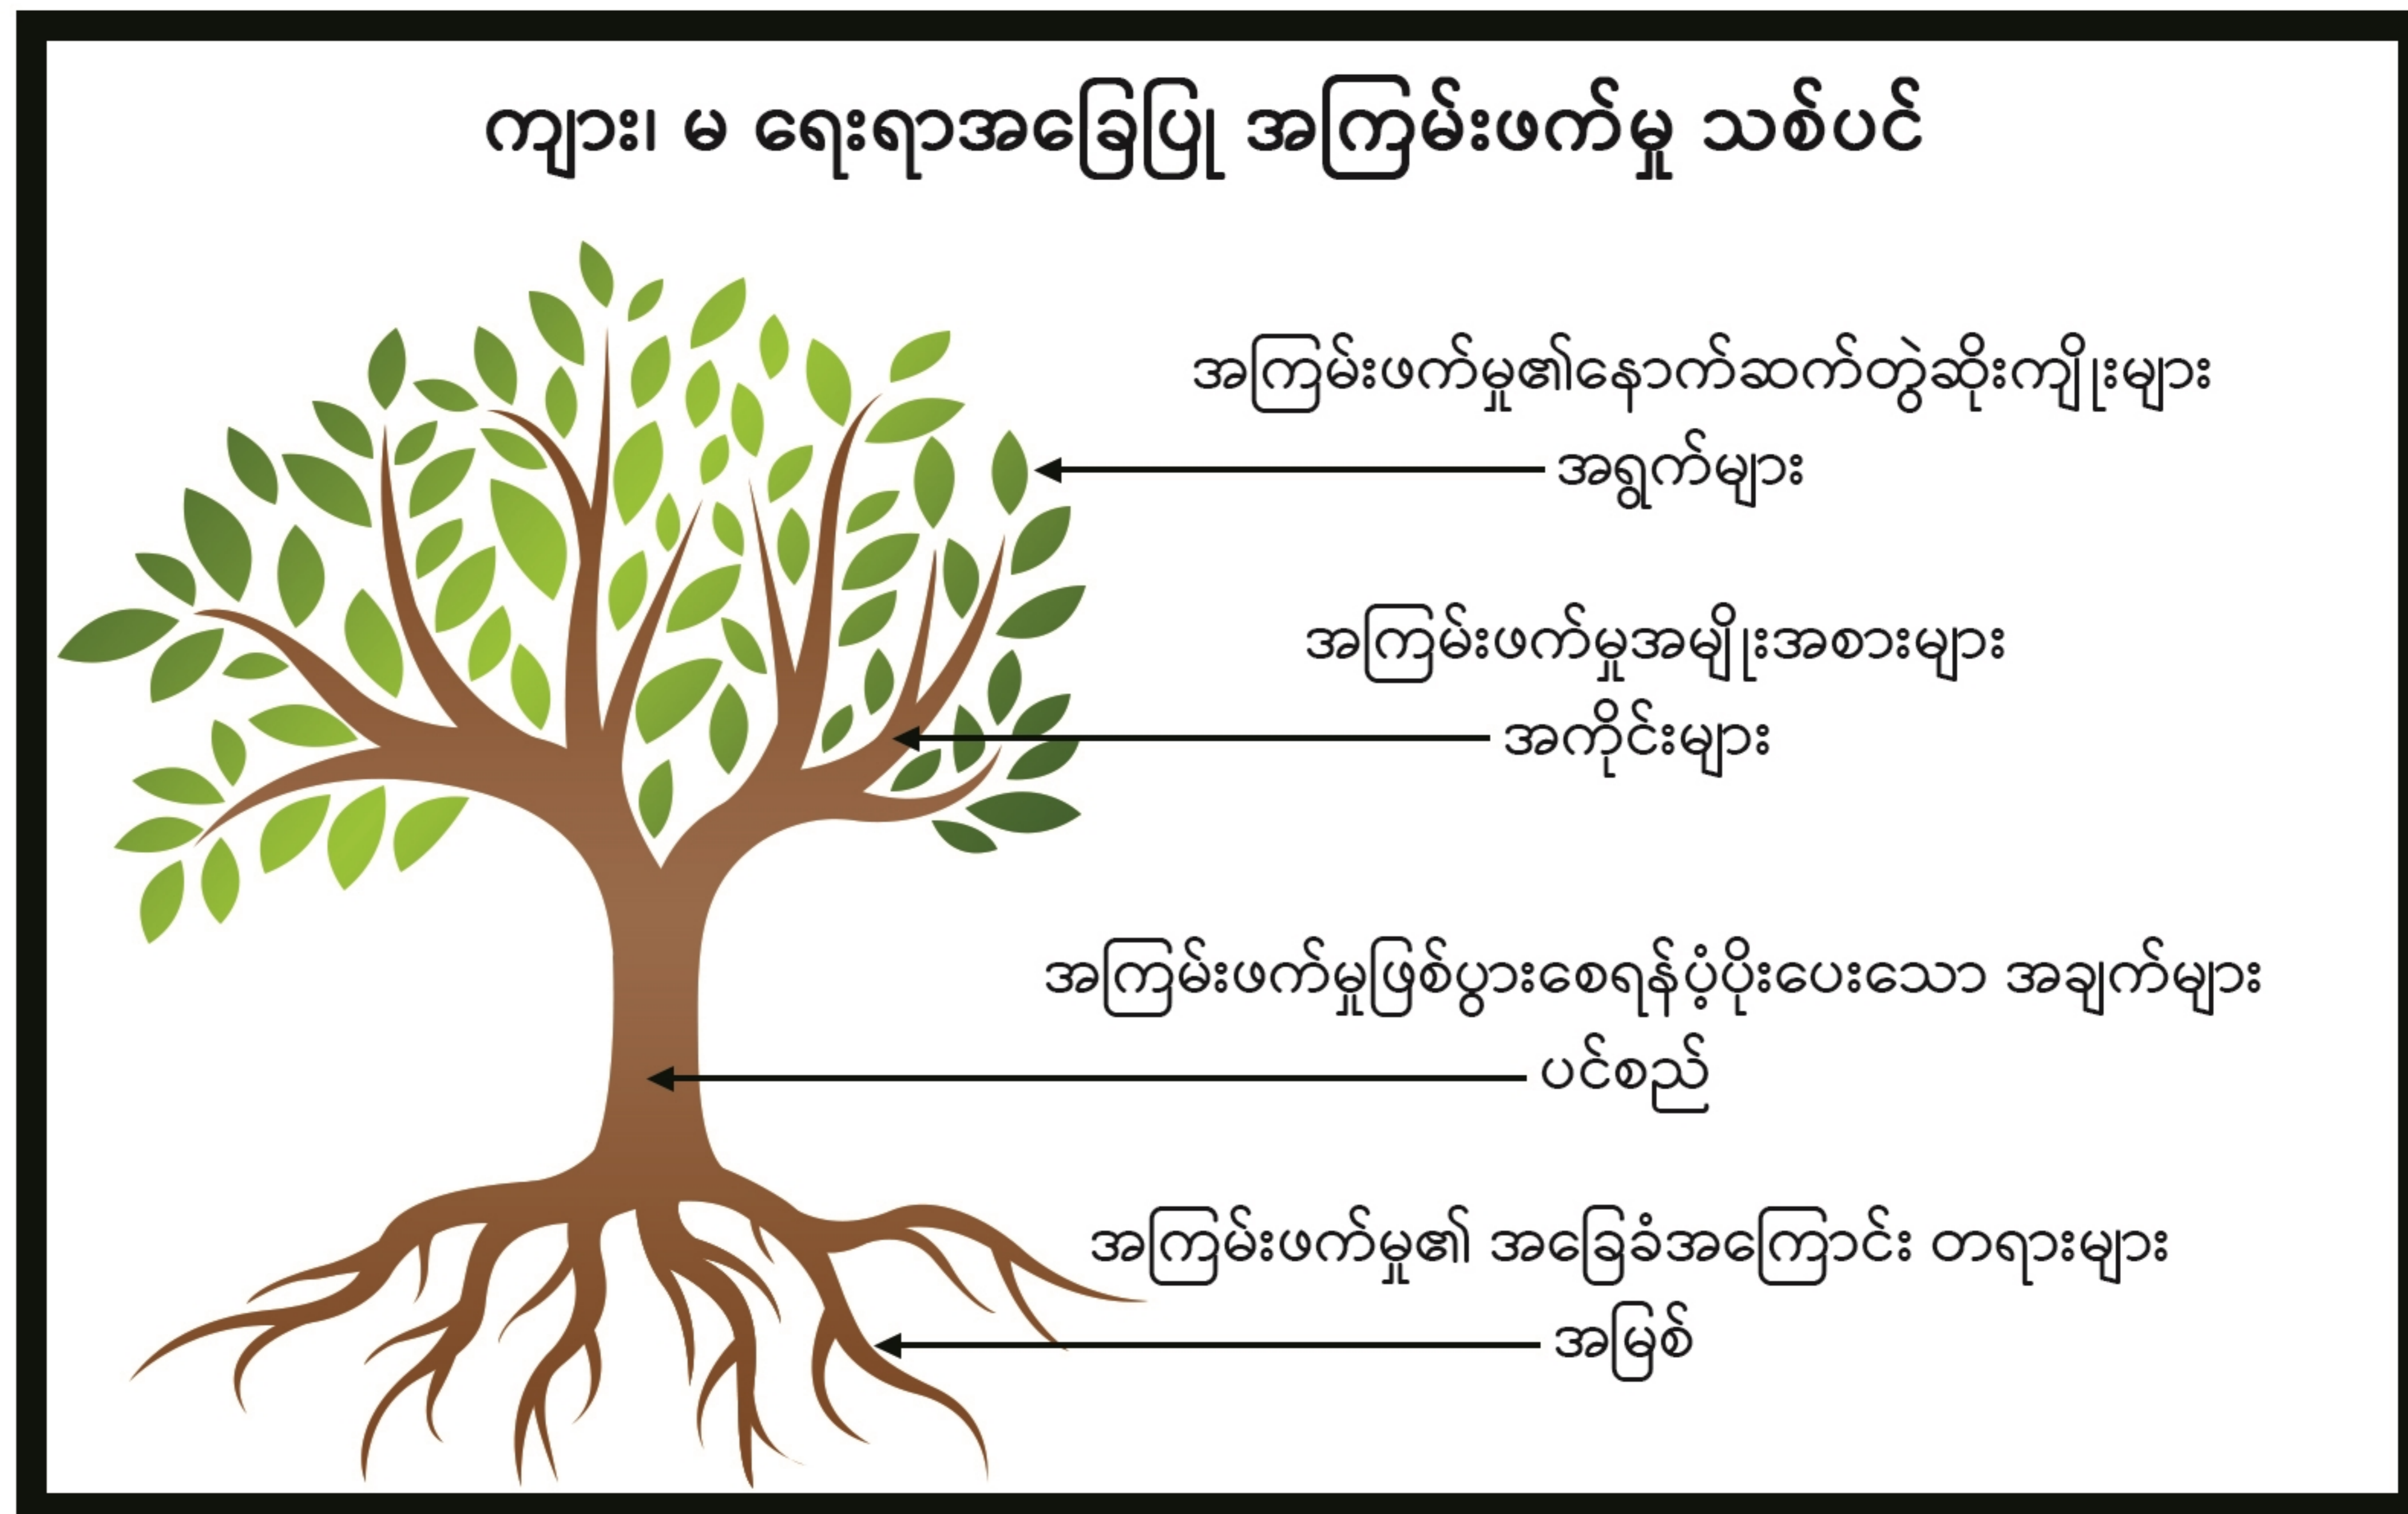 ကျား၊ မ ရေးရာအခြေပြု အကြမ်းဖက်မှု သစ်ပင်
အကြမ်းဖက်မှု၏နောက်ဆက်တွဲဆိုးကျိုးများ
အရွက်များ
အကြမ်းဖက်မှုအမျိုးအစားများ
အကိုင်းများ
အကြမ်းဖက်မှုဖြစ်ပွားစေရန်ပံ့ပိုးပေးသော အချက်များ
ပင်စည်
အကြမ်းဖက်မှု၏ အခြေခံအကြောင်း တရားများ
အမြစ်